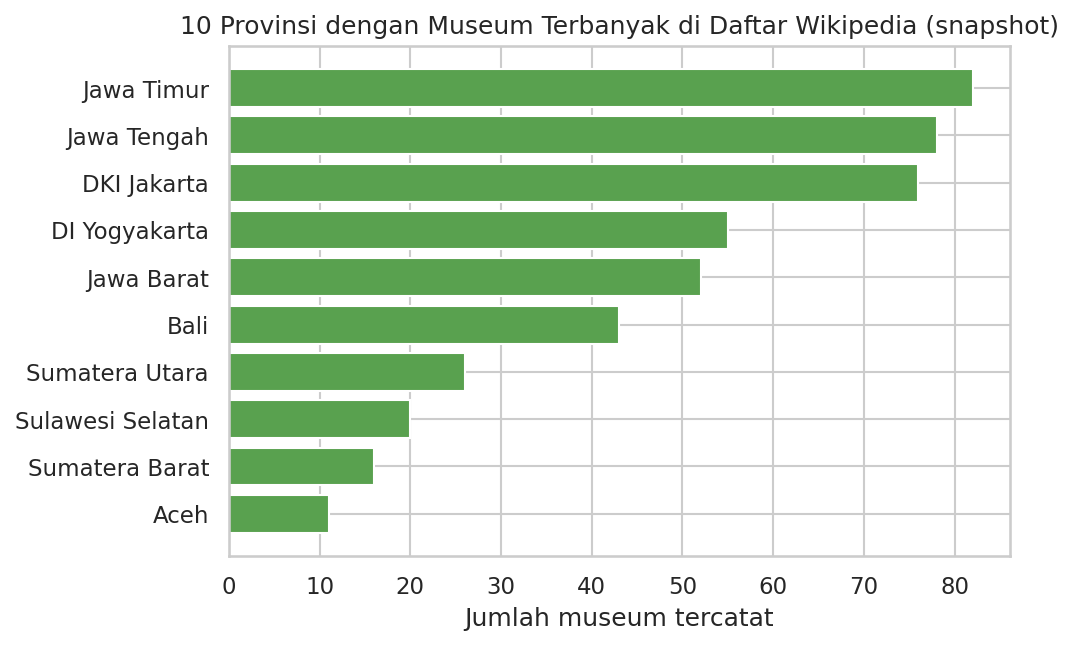 10 Provinsi dengan Museum Terbanyak di Daftar Wikipedia (snapshot)
Jawa Timur
Jawa Tengah
DKI Jakarta
DI Yogyakarta
Jawa Barat
Bali
Sumatera Utara
Sulawesi Selatan
Sumatera Barat
Aceh
0 10 20 30 40 50 60 70 80
Jumlah museum tercatat